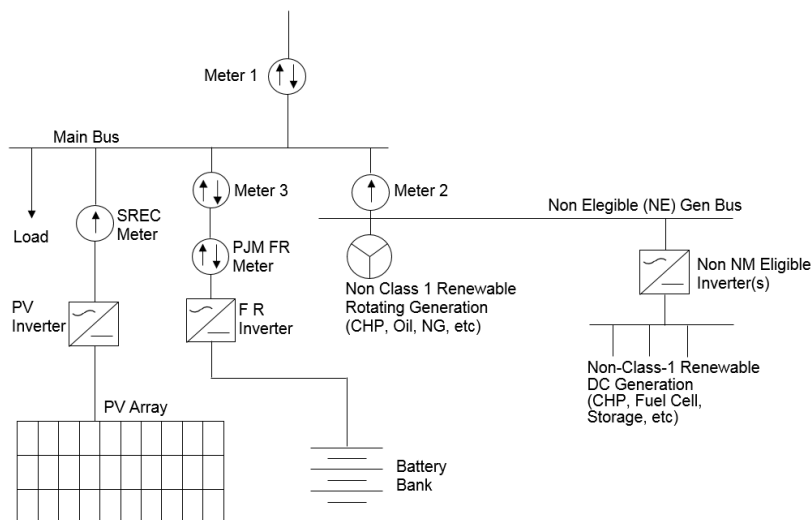 Meter 1
Main Bus
Meter 3
Meter 2
Non Elegible (NE) Gen Bus
Load
SREC
Meter
PJM FR
Meter
Non Class 1 Renewable
Rotating Generation
(CHP, Oil, NG, etc)
Non NM Eligible
Inverter(s)
PV
Inverter
F R
Inverter
Non-Class-1 Renewable
DC Generation
(CHP, Fuel Cell,
Storage, etc)
PV Array
Battery
Bank